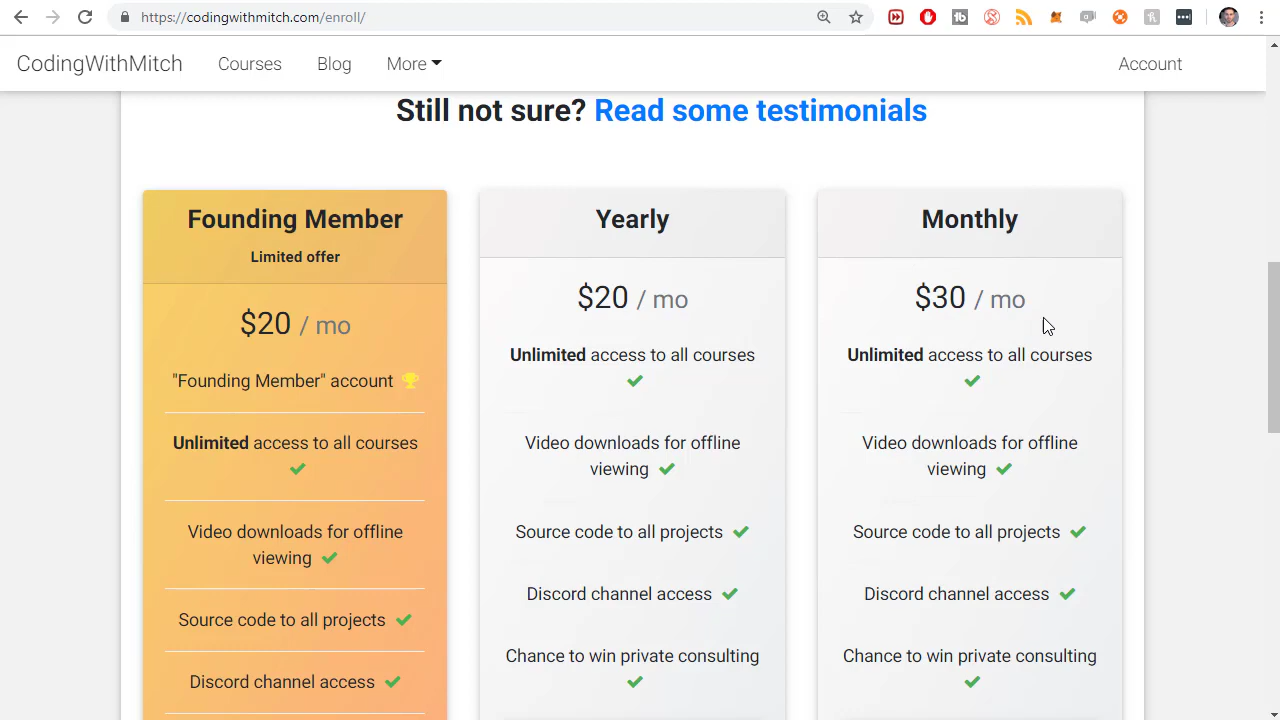 https://codingwithmitch.com/enroll/
CodingWithMitch Courses Blog More Account
Still not sure? Read some testimonials
Founding Member
Limited offer
$20 / mo
"Founding Member" account
Unlimited access to all courses
Video downloads for offline
viewing
Source code to all projects
Discord channel access
Yearly
$20 / mo
Unlimited access to all courses
Video downloads for offline
viewing
Source code to all projects
Discord channel access
Chance to win private consulting
Monthly
$30 / mo
Unlimited access to all courses
Video downloads for offline
viewing
Source code to all projects
Discord channel access
Chance to win private consulting